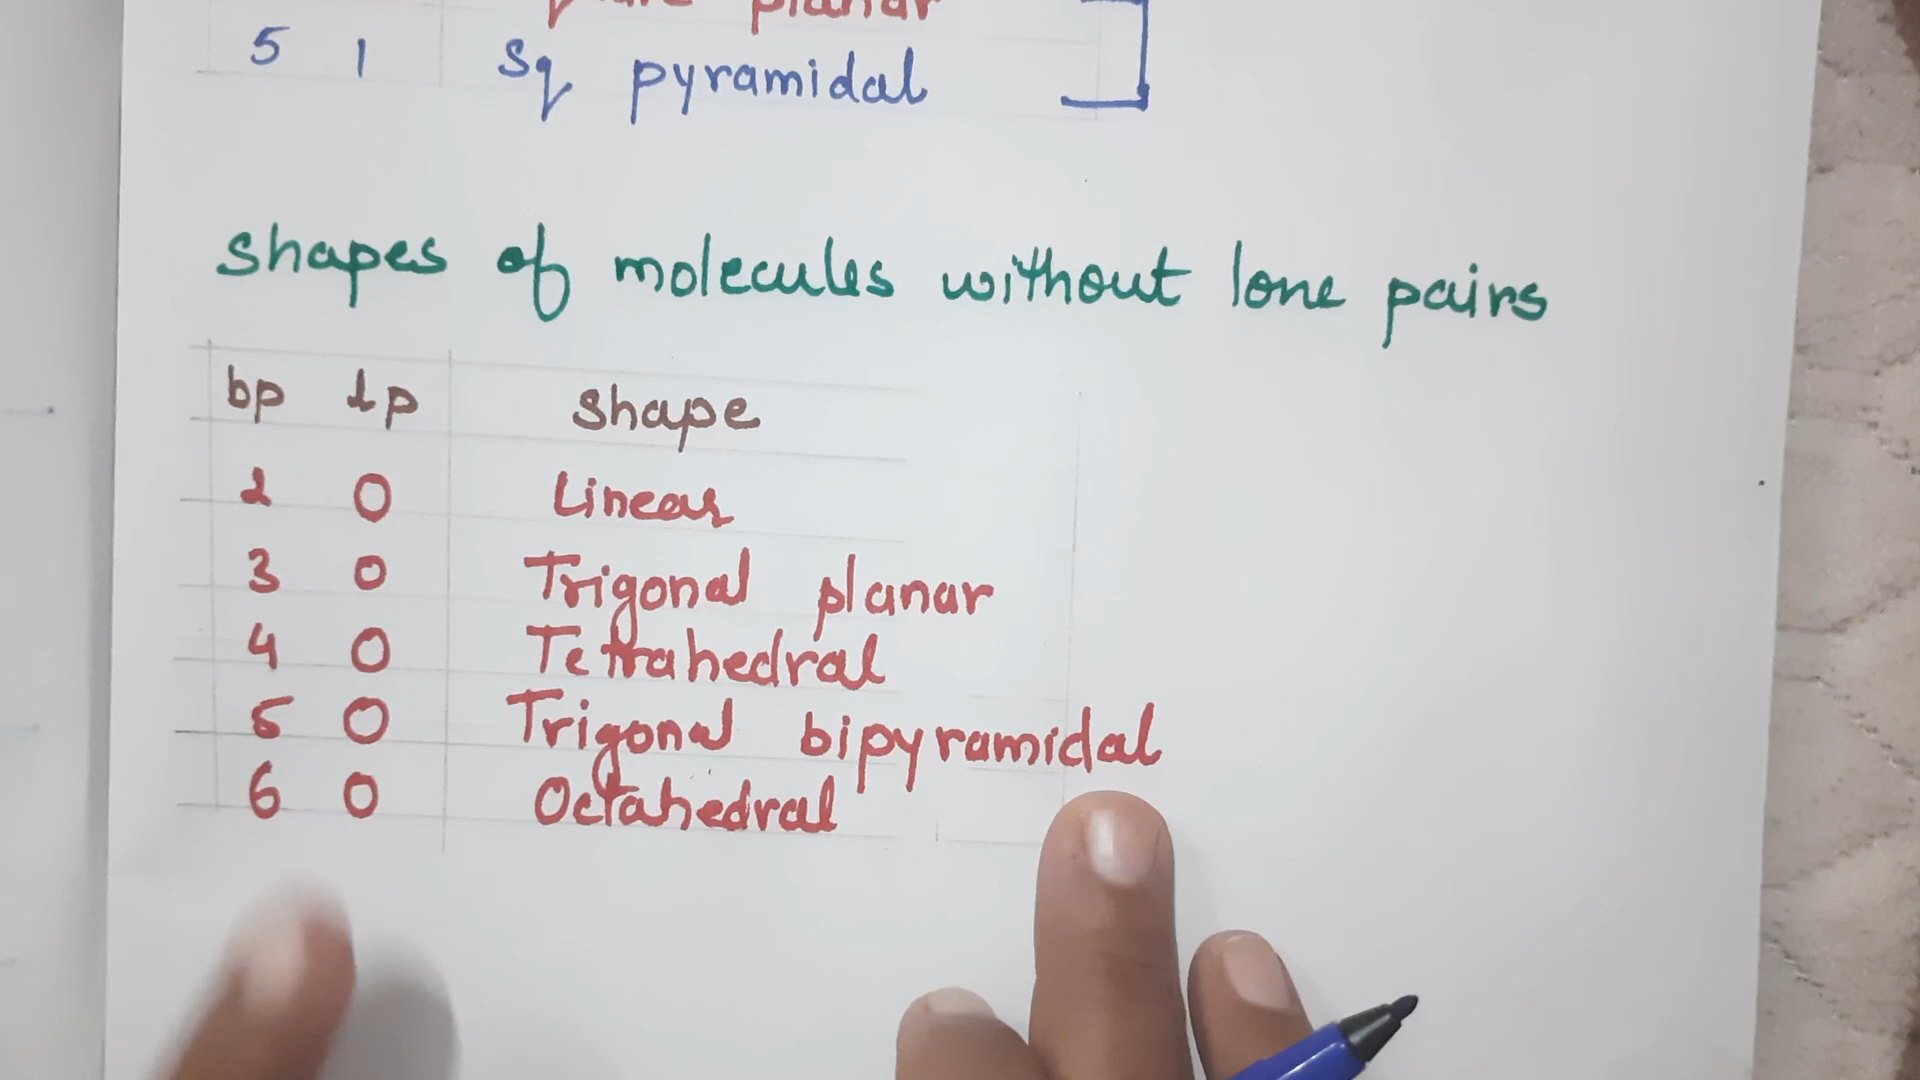 planar
5 1 Sq pyramidal
shapes of molecules without lone pairs
bp lp shape
2 0 Linear
3 0 Trigonal planar
4 0 Tetrahedral
5 0 Trigonal bipyramidal
6 0 Octahedral